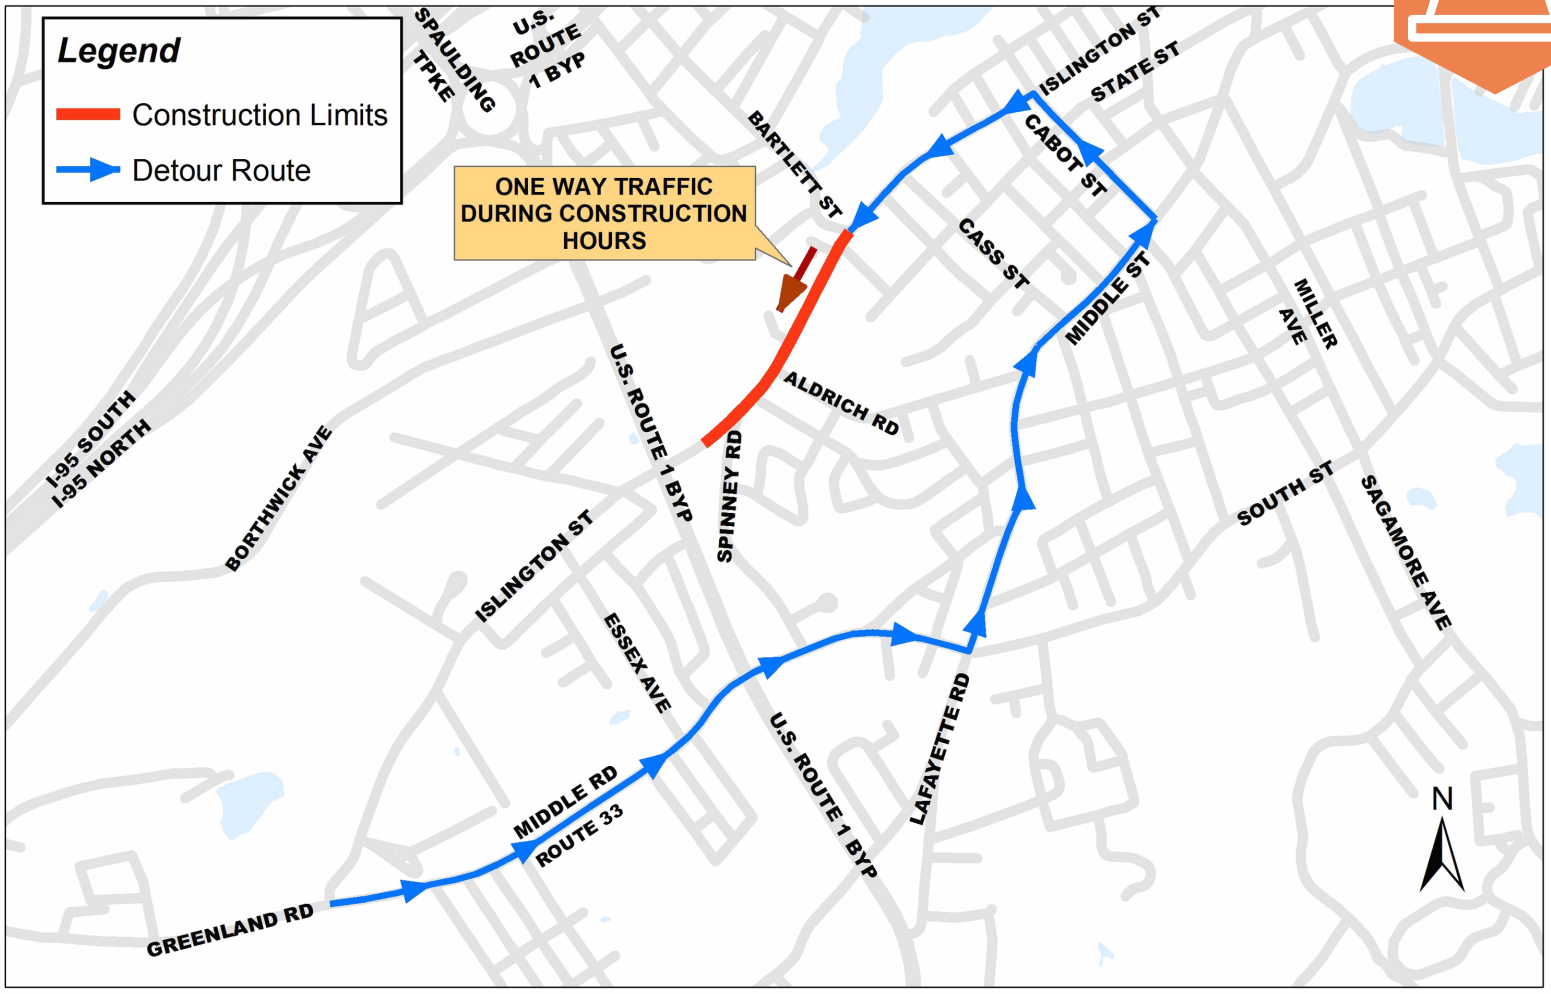 Legend
Construction Limits
Detour Route
SPAULDING
TPKE
U.S.
ROUTE
1 BYP
ISLINGTON ST
STATE ST
BARTLETT ST
CABOT ST
ONE WAY TRAFFIC
DURING CONSTRUCTION
HOURS
CASS ST
MIDDLE ST
MILLER
AVE
U.S. ROUTE 1 BYP
ALDRICH RD
I-95 SOUTH
I-95 NORTH
BORTHWICK AVE
SPINNEY RD
SOUTH ST
SAGAMORE AVE
ISLINGTON ST
ESSEX AVE
LAFAYETTE RD
U.S. ROUTE 1 BYP
MIDDLE RD
ROUTE 33
GREENLAND RD
N